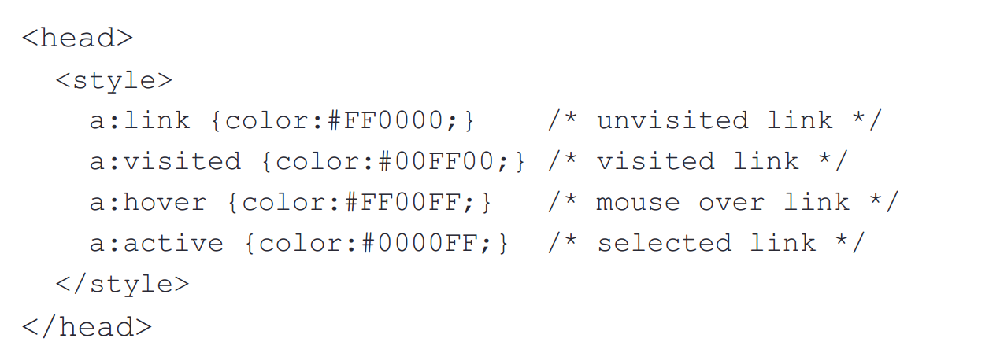 <head>
<style>
a:link {color:#FF0000;} /* unvisited link */
a:visited {color:#00FF00;} /* visited link */
a:hover {color:#FF00FF;} /* mouse over link */
a:active {color:#0000FF;} /* selected link */
</style>
</head>